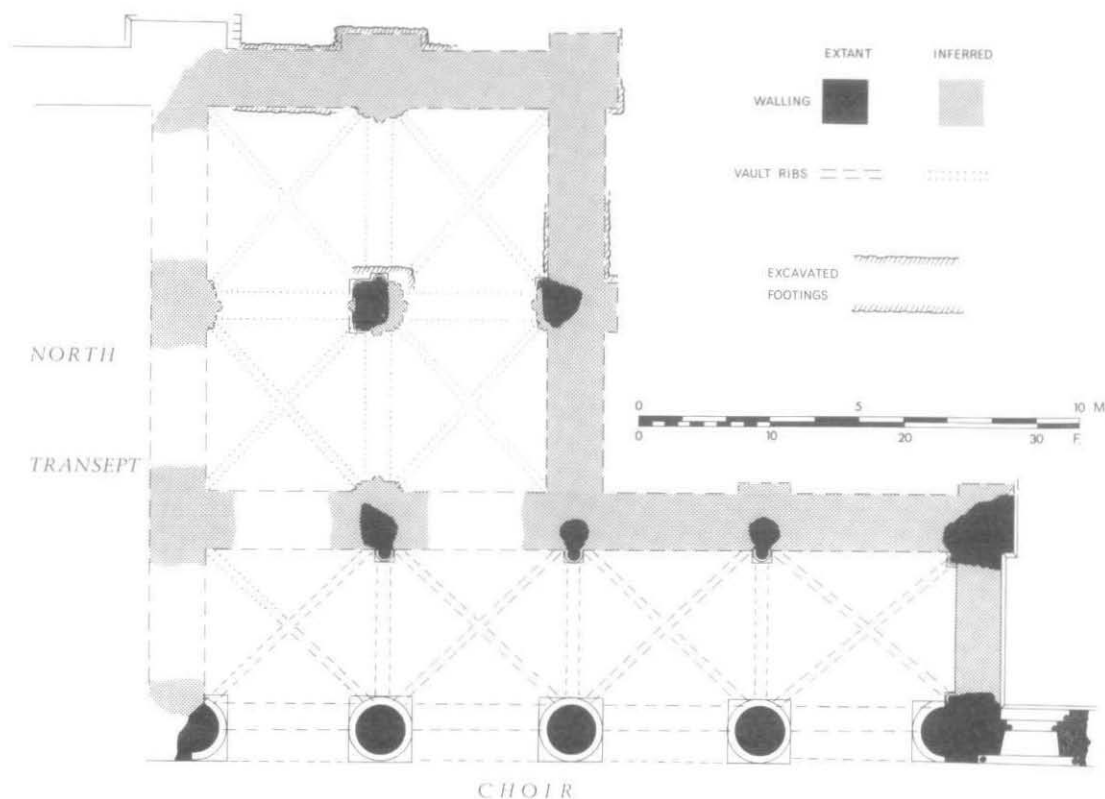 EXTANT INFERRED
WALLING
VAULT RIBS
EXCAVATED
FOOTINGS
NORTH
0 5 10 M
0 10 20 30 F.
TRANSEPT
CHOIR